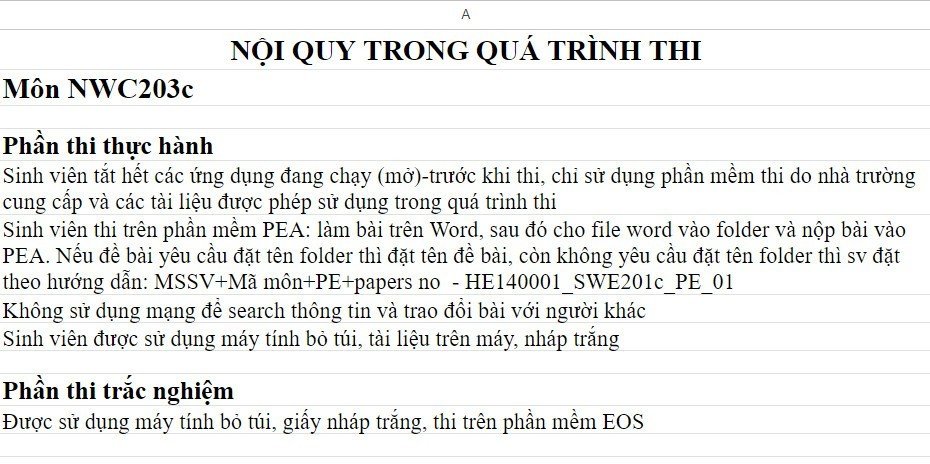 A
NỘI QUY TRONG QUÁ TRÌNH THI
Môn NWC203c
Phần thi thực hành
Sinh viên tắt hết các ứng dụng đang chạy (mở)-trước khi thi, chỉ sử dụng phần mềm thi do nhà trường
cung cấp và các tài liệu được phép sử dụng trong quá trình thi
Sinh viên thi trên phần mềm PEA: làm bài trên Word, sau đó cho file word vào folder và nộp bài vào
PEA. Nếu đề bài yêu cầu đặt tên folder thì đặt tên đề bài, còn không yêu cầu đặt tên folder thì sv đặt
theo hướng dẫn: MSSV+Mã môn+PE+papers no - HE140001_SWE201c_PE_01
Không sử dụng mạng để search thông tin và trao đổi bài với người khác
Sinh viên được sử dụng máy tính bỏ túi, tài liệu trên máy, nháp trắng
Phần thi trắc nghiệm
Được sử dụng máy tính bỏ túi, giấy nháp trắng, thi trên phần mềm EOS